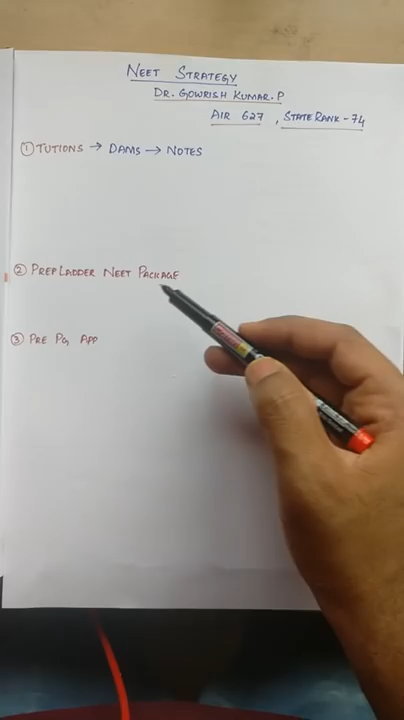 NEET STRATEGY
DR. GOWRISH KUMAR.P
AIR 627 , STATE RANK - 74
① TUTIONS → DAMS → NOTES
② PREPLADDER NEET PACKAGE
③ PRE PG APP